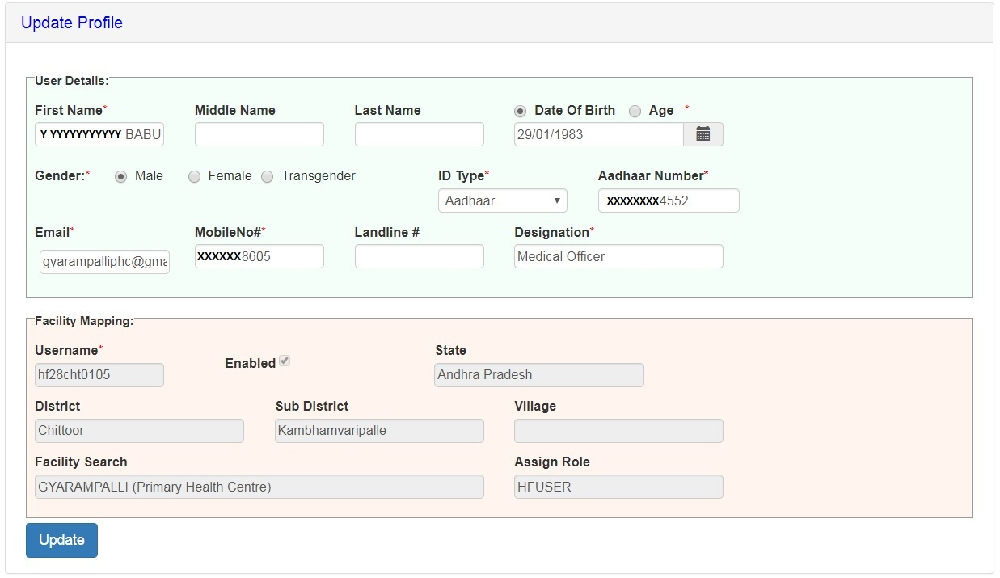 Update Profile
User Details:
First Name* Middle Name Last Name Date Of Birth Age *
Y YYYYYYYYYYY BABU 29/01/1983
Gender:* Male Female Transgender ID Type* Aadhaar Number*
Aadhaar XXXXXXXX4552
Email* MobileNo#* Landline # Designation*
gyarampalliphc@gma XXXXXX8605 Medical Officer
Facility Mapping:
Username* Enabled State
hf28cht0105 Andhra Pradesh
District Sub District Village
Chittoor Kambhamvaripalle
Facility Search Assign Role
GYARAMPALLI (Primary Health Centre) HFUSER
Update